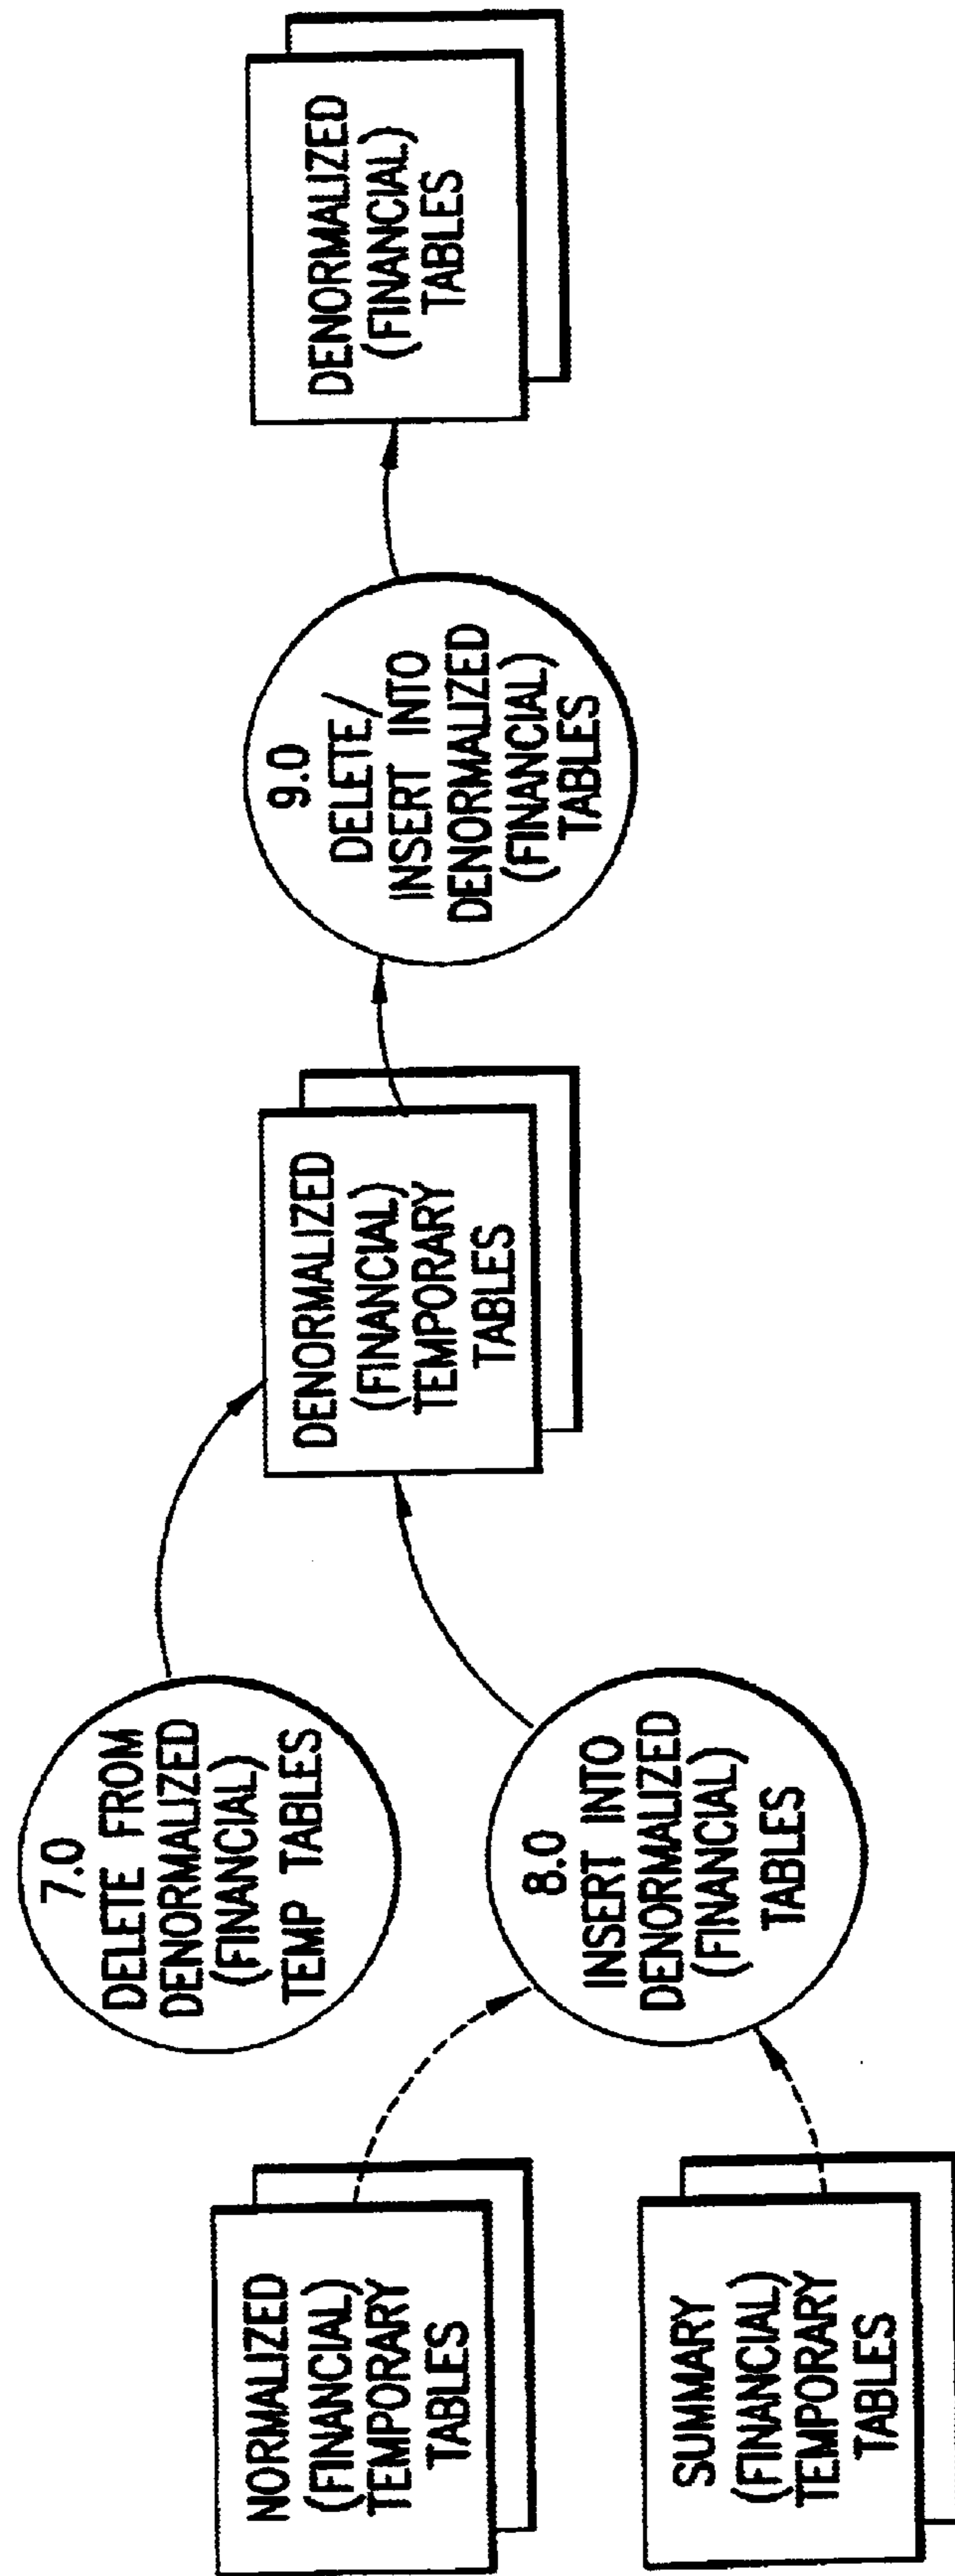 NORMALIZED
(FINANCIAL)
TEMPORARY
TABLES
SUMMARY
(FINANCIAL)
TEMPORARY
TABLES
7.0
DELETE FROM
DENORMALIZED
(FINANCIAL)
TEMP TABLES
8.0
INSERT INTO
DENORMALIZED
(FINANCIAL)
TABLES
DENORMALIZED
(FINANCIAL)
TEMPORARY
TABLES
9.0
DELETE/
INSERT INTO
DENORMALIZED
(FINANCIAL)
TABLES
DENORMALIZED
(FINANCIAL)
TABLES